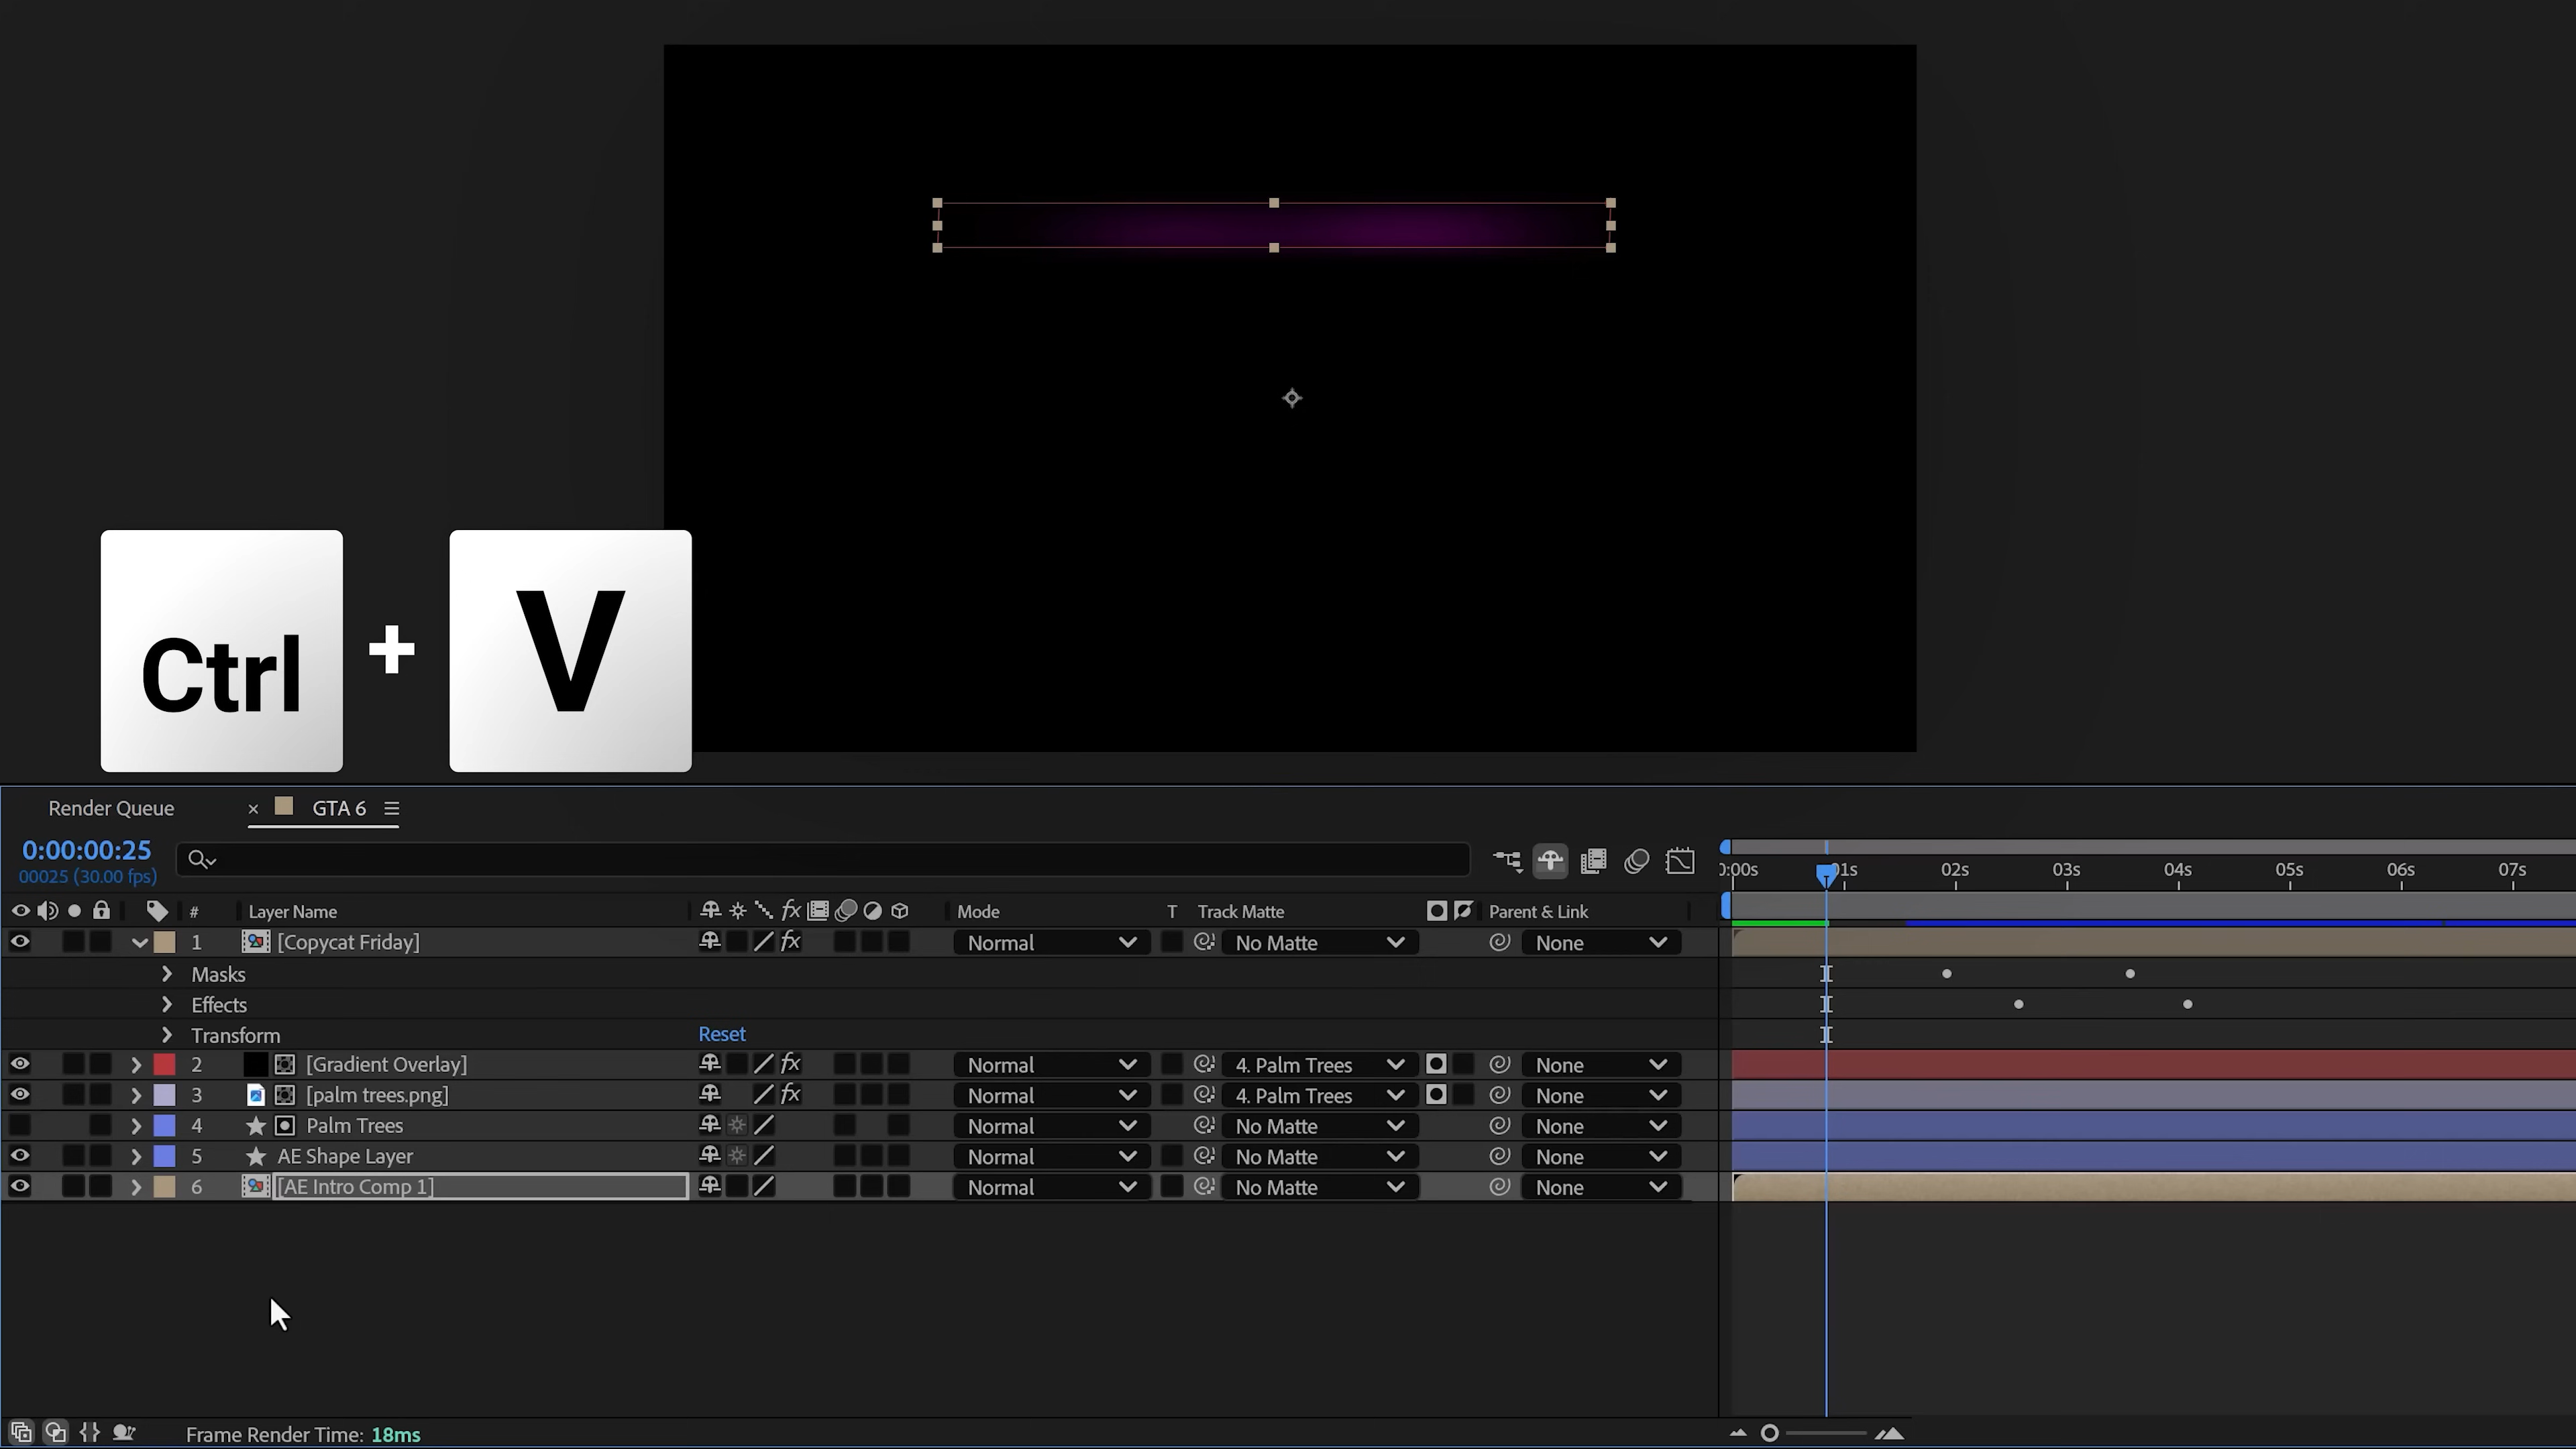 Ctrl + V
Render Queue × GTA 6
0:00:00:25
00025 (30.00 fps)
0:00s 01s 02s 03s 04s 05s 06s 07s
# Layer Name fx Mode T Track Matte Parent & Link
1 [Copycat Friday] fx Normal No Matte None
Masks
Effects
Transform Reset
2 [Gradient Overlay] fx Normal 4. Palm Trees None
3 [palm trees.png] fx Normal 4. Palm Trees None
4 Palm Trees Normal No Matte None
5 AE Shape Layer Normal No Matte None
6 [AE Intro Comp 1] Normal No Matte None
Frame Render Time: 18ms